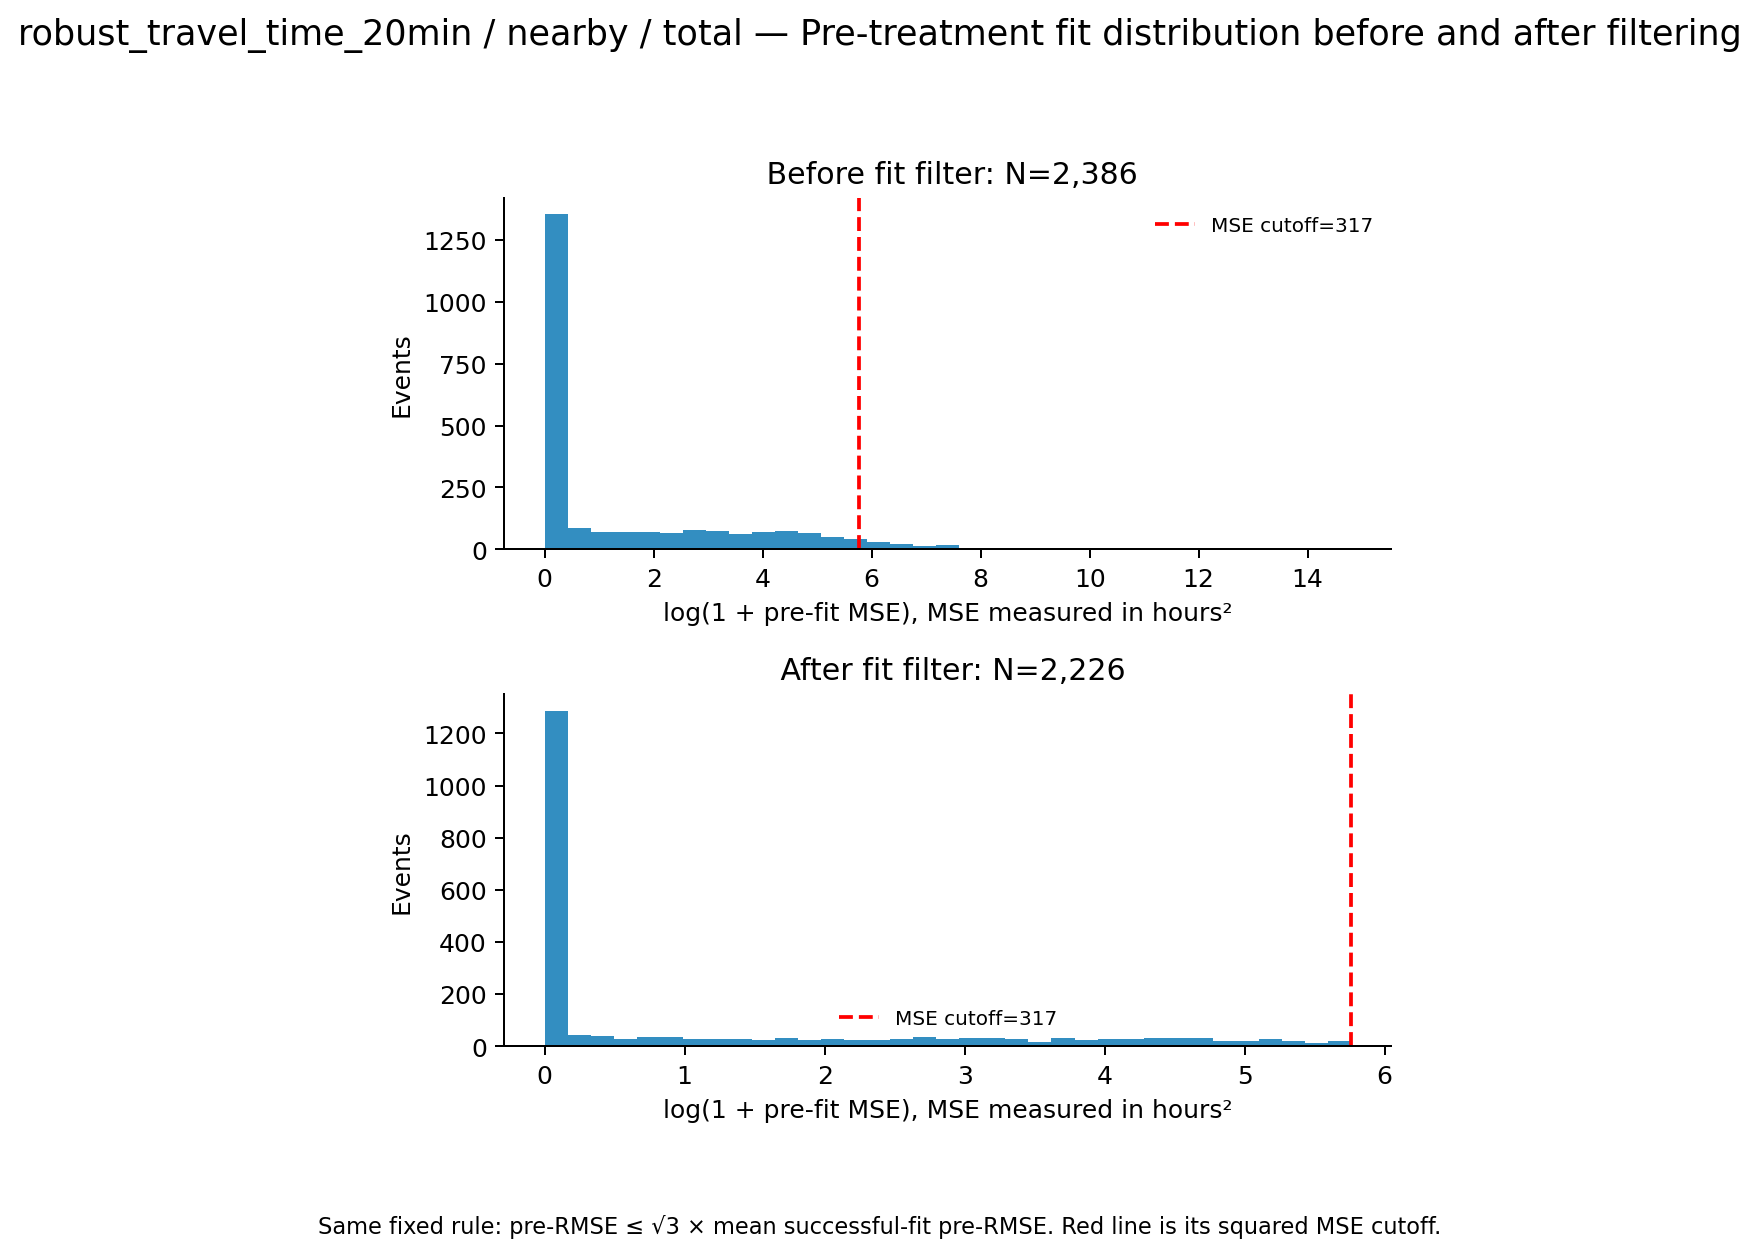 robust_travel_time_20min / nearby / total — Pre-treatment fit distribution before and after filtering
Before fit filter: N=2,386
MSE cutoff=317
1250
1000
750
500
250
0
Events
0 2 4 6 8 10 12 14
log(1 + pre-fit MSE), MSE measured in hours²
After fit filter: N=2,226
1200
1000
800
600
400
200
0
Events
MSE cutoff=317
0 1 2 3 4 5 6
log(1 + pre-fit MSE), MSE measured in hours²
Same fixed rule: pre-RMSE ≤ √3 × mean successful-fit pre-RMSE. Red line is its squared MSE cutoff.